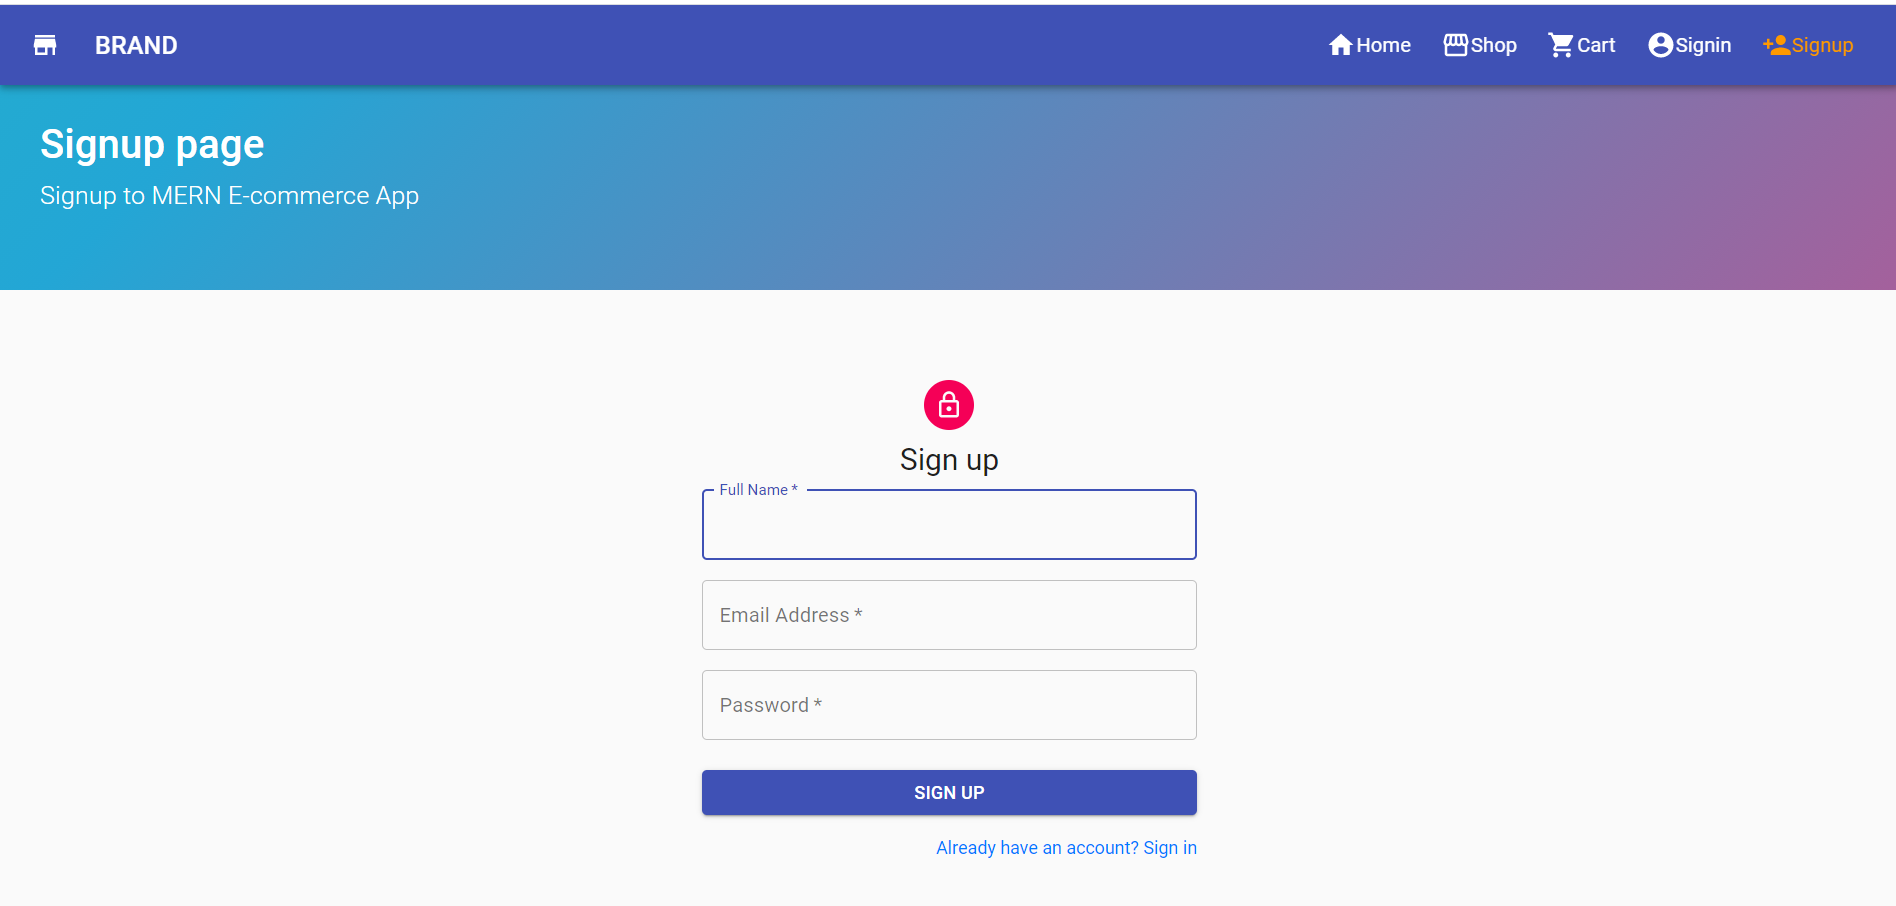 BRAND
Home Shop Cart Signin Signup
Signup page
Signup to MERN E-commerce App
Sign up
Full Name *
Email Address *
Password *
SIGN UP
Already have an account? Sign in